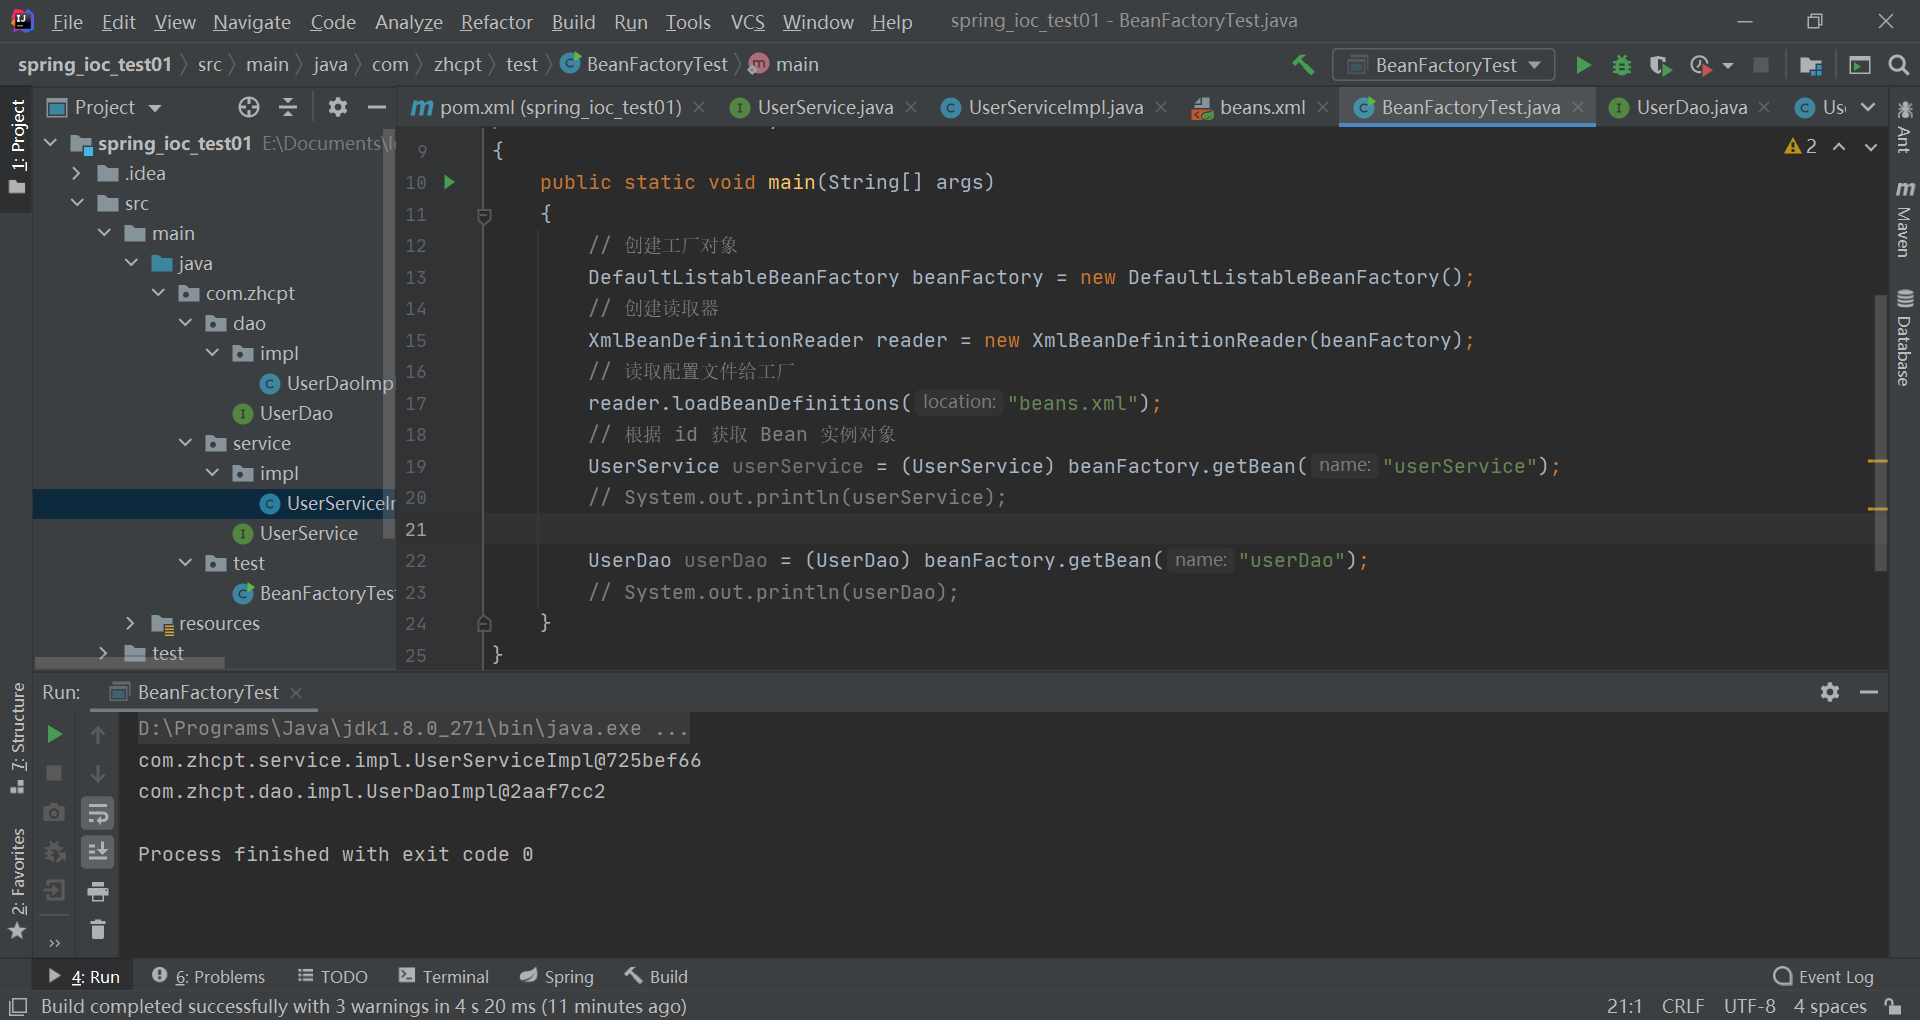 File Edit View Navigate Code Analyze Refactor Build Run Tools VCS Window Help spring_ioc_test01 - BeanFactoryTest.java
spring_ioc_test01 src main java com zhcpt test BeanFactoryTest main
BeanFactoryTest
1: Project
Project
pom.xml (spring_ioc_test01) UserService.java UserServiceImpl.java beans.xml BeanFactoryTest.java UserDao.java Us
spring_ioc_test01 E:\Documents\I
.idea
src
main
java
com.zhcpt
dao
impl
UserDaoImp
UserDao
service
impl
UserServiceIr
UserService
test
BeanFactoryTes
resources
test
2
9 {
10 public static void main(String[] args)
11 {
12 // 创建工厂对象
13 DefaultListableBeanFactory beanFactory = new DefaultListableBeanFactory();
14 // 创建读取器
15 XmlBeanDefinitionReader reader = new XmlBeanDefinitionReader(beanFactory);
16 // 读取配置文件给工厂
17 reader.loadBeanDefinitions( location: "beans.xml");
18 // 根据 id 获取 Bean 实例对象
19 UserService userService = (UserService) beanFactory.getBean( name: "userService");
20 // System.out.println(userService);
21
22 UserDao userDao = (UserDao) beanFactory.getBean( name: "userDao");
23 // System.out.println(userDao);
24 }
25 }
Ant
Maven
Database
7: Structure
2: Favorites
Run: BeanFactoryTest
D:\Programs\Java\jdk1.8.0_271\bin\java.exe ...
com.zhcpt.service.impl.UserServiceImpl@725bef66
com.zhcpt.dao.impl.UserDaoImpl@2aaf7cc2
Process finished with exit code 0
4: Run 6: Problems TODO Terminal Spring Build Event Log
Build completed successfully with 3 warnings in 4 s 20 ms (11 minutes ago) 21:1 CRLF UTF-8 4 spaces